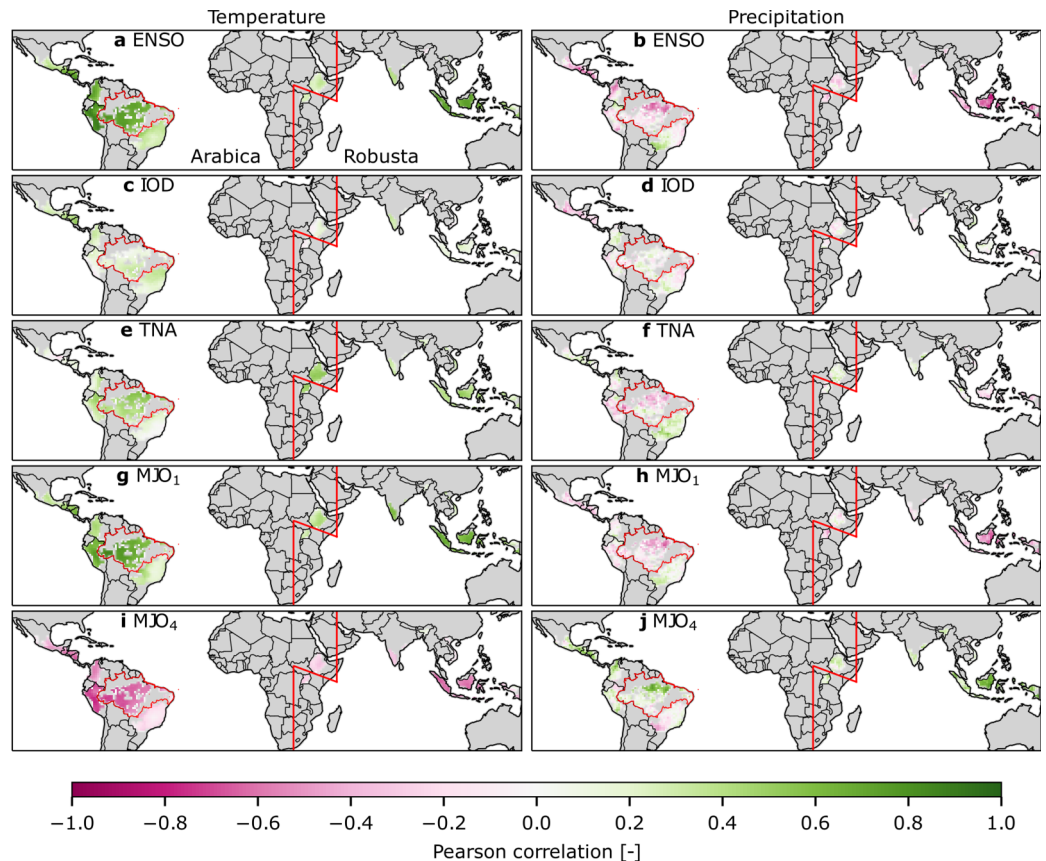 Temperature
Precipitation
a ENSO
b ENSO
Arabica
Robusta
c IOD
d IOD
e TNA
f TNA
g MJO₁
h MJO₁
i MJO₄
j MJO₄
−1.0 −0.8 −0.6 −0.4 −0.2 0.0 0.2 0.4 0.6 0.8 1.0
Pearson correlation [-]